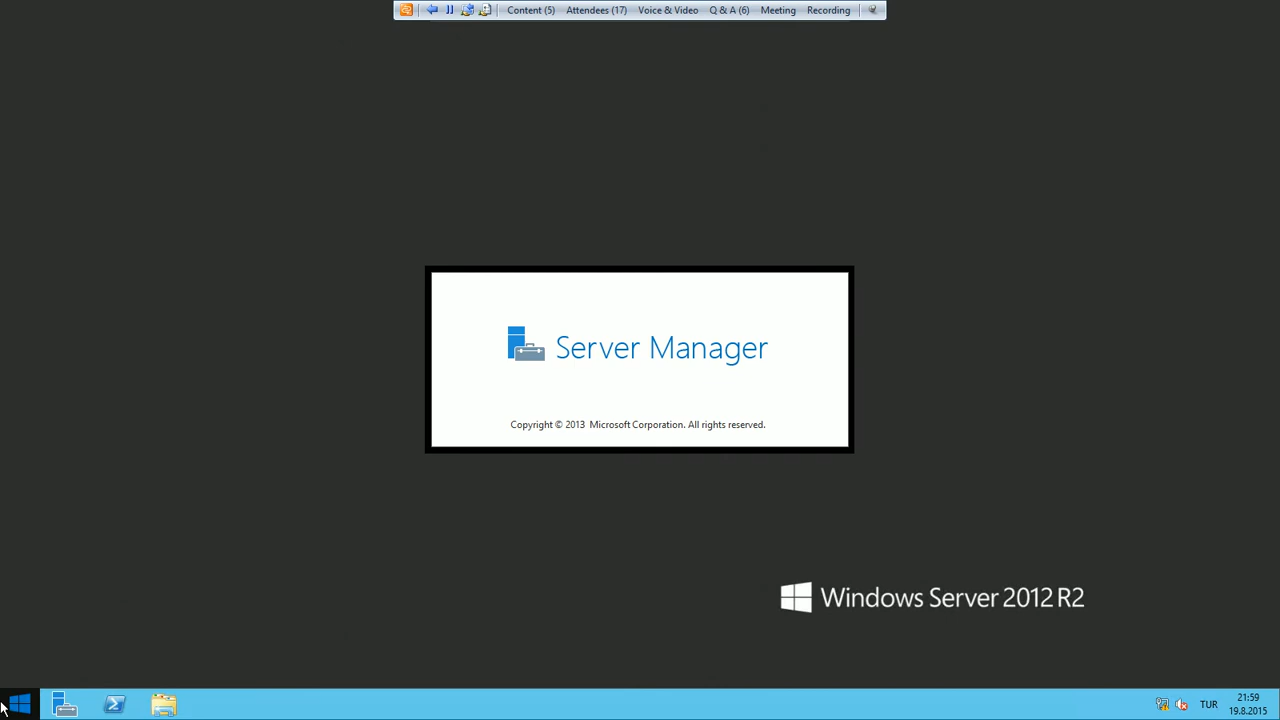 Content (5) Attendees (17) Voice & Video Q & A (6) Meeting Recording
Server Manager
Copyright © 2013 Microsoft Corporation. All rights reserved.
Windows Server 2012 R2
TUR
21:59
19.8.2015